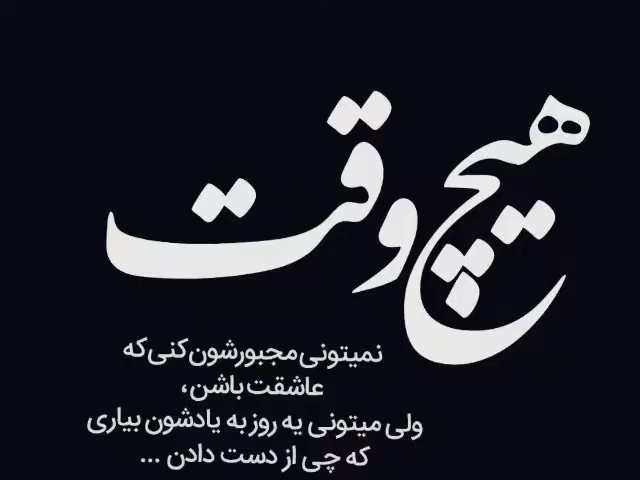 هیچ وقت
نمیتونی مجبورشون کنی که
عاشقت باشن،
ولی میتونی یه روز به یادشون بیاری
که چی از دست دادن ...